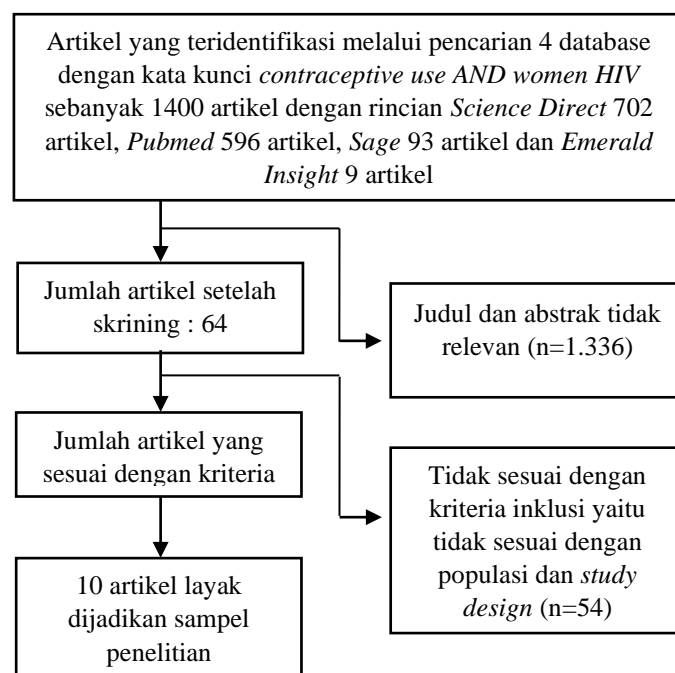 Artikel yang teridentifikasi melalui pencarian 4 database
dengan kata kunci contraceptive use AND women HIV
sebanyak 1400 artikel dengan rincian Science Direct 702
artikel, Pubmed 596 artikel, Sage 93 artikel dan Emerald
Insight 9 artikel
Jumlah artikel setelah
skrining : 64
Judul dan abstrak tidak
relevan (n=1.336)
Jumlah artikel yang
sesuai dengan kriteria
Tidak sesuai dengan
kriteria inklusi yaitu
tidak sesuai dengan
populasi dan study
design (n=54)
10 artikel layak
dijadikan sampel
penelitian